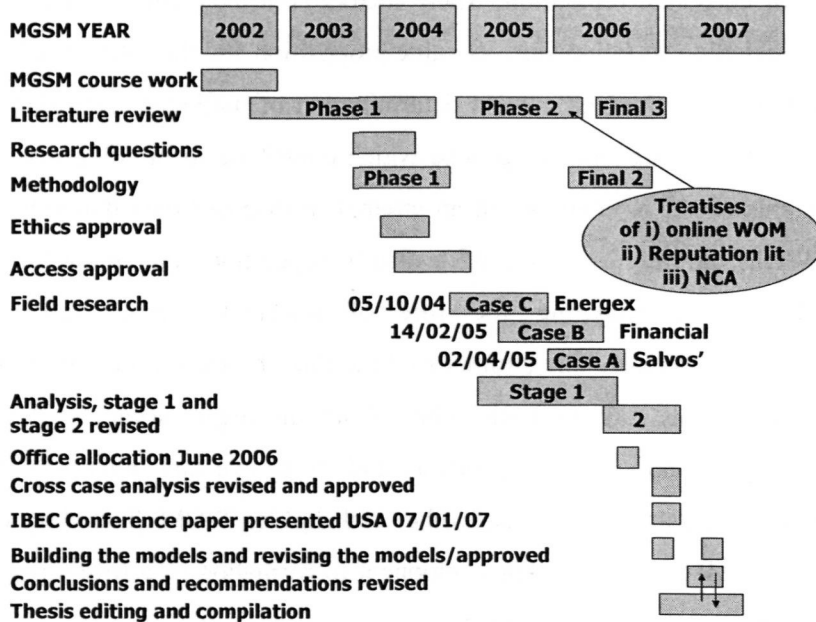 MGSM YEAR 2002 2003 2004 2005 2006 2007
MGSM course work
Literature review Phase 1 Phase 2 Final 3
Research questions
Methodology Phase 1 Final 2
Treatises
of i) online WOM
ii) Reputation lit
iii) NCA
Ethics approval
Access approval
Field research 05/10/04 Case C Energex
14/02/05 Case B Financial
02/04/05 Case A Salvos'
Stage 1
Analysis, stage 1 and
stage 2 revised 2
Office allocation June 2006
Cross case analysis revised and approved
IBEC Conference paper presented USA 07/01/07
Building the models and revising the models/approved
Conclusions and recommendations revised
Thesis editing and compilation